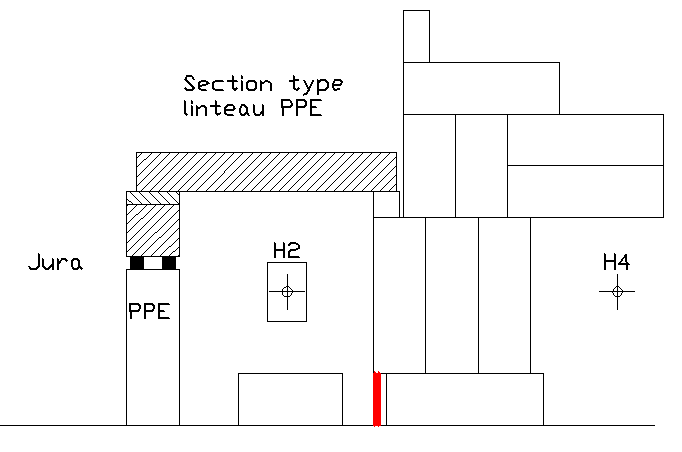 Section type
linteau PPE
H2
H4
Jura
PPE